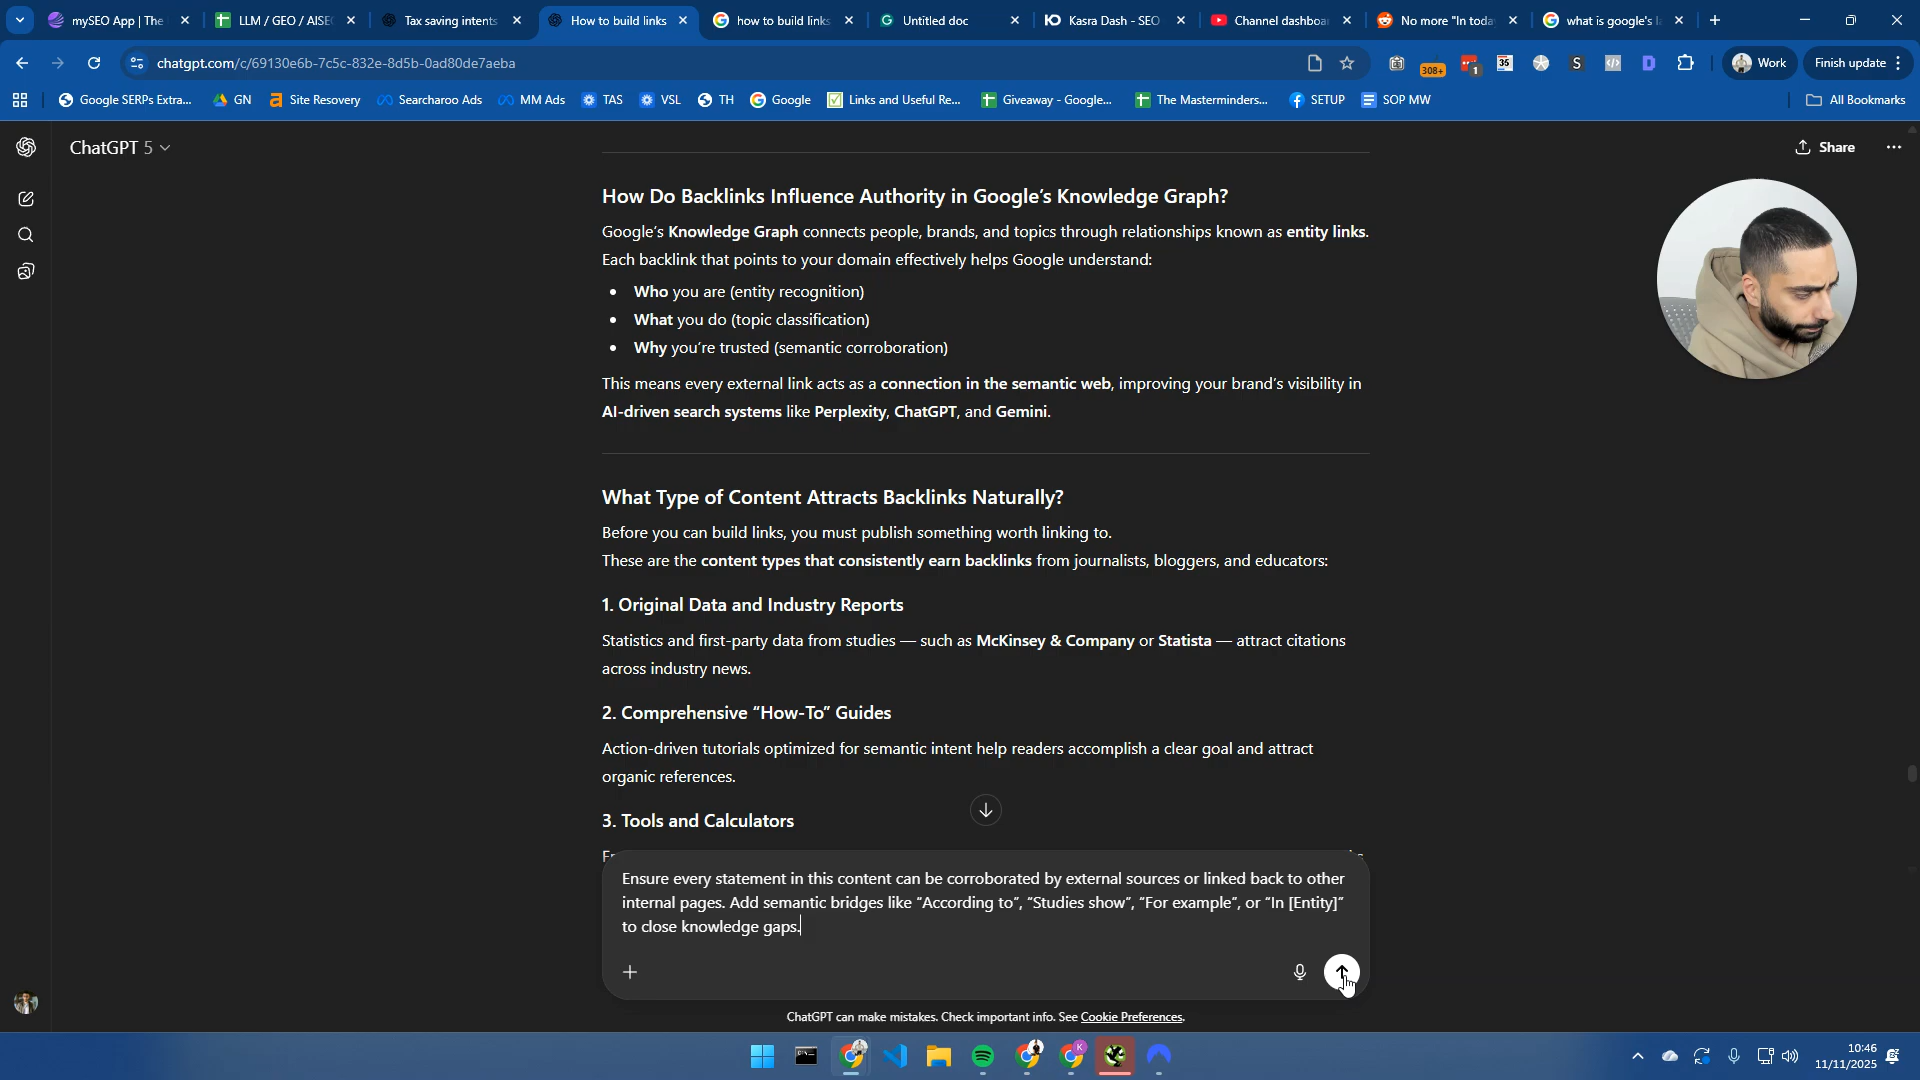 mySEO App | The
LLM / GEO / AISE
Tax saving intents
How to build links
how to build links
Untitled doc
Kasra Dash - SEO
Channel dashboa
No more "In toda
what is google's l
chatgpt.com/c/69130e6b-7c5c-832e-8d5b-0ad80de7aeba
308+
1
35
S
D
Work
Finish update
Google SERPs Extra...
GN
Site Recovery
Searcharoo Ads
MM Ads
TAS
VSL
TH
Google
Links and Useful Re...
Giveaway - Google...
The Masterminders...
SETUP
SOP MW
All Bookmarks
ChatGPT 5
Share
How Do Backlinks Influence Authority in Google’s Knowledge Graph?
Google’s Knowledge Graph connects people, brands, and topics through relationships known as entity links.
Each backlink that points to your domain effectively helps Google understand:
• Who you are (entity recognition)
• What you do (topic classification)
• Why you’re trusted (semantic corroboration)
This means every external link acts as a connection in the semantic web, improving your brand’s visibility in
AI-driven search systems like Perplexity, ChatGPT, and Gemini.
What Type of Content Attracts Backlinks Naturally?
Before you can build links, you must publish something worth linking to.
These are the content types that consistently earn backlinks from journalists, bloggers, and educators:
1. Original Data and Industry Reports
Statistics and first-party data from studies — such as McKinsey & Company or Statista — attract citations
across industry news.
2. Comprehensive “How-To” Guides
Action-driven tutorials optimized for semantic intent help readers accomplish a clear goal and attract
organic references.
3. Tools and Calculators
Ensure every statement in this content can be corroborated by external sources or linked back to other
internal pages. Add semantic bridges like “According to”, “Studies show”, “For example”, or “In [Entity]”
to close knowledge gaps.
ChatGPT can make mistakes. Check important info. See Cookie Preferences.
10:46
11/11/2025